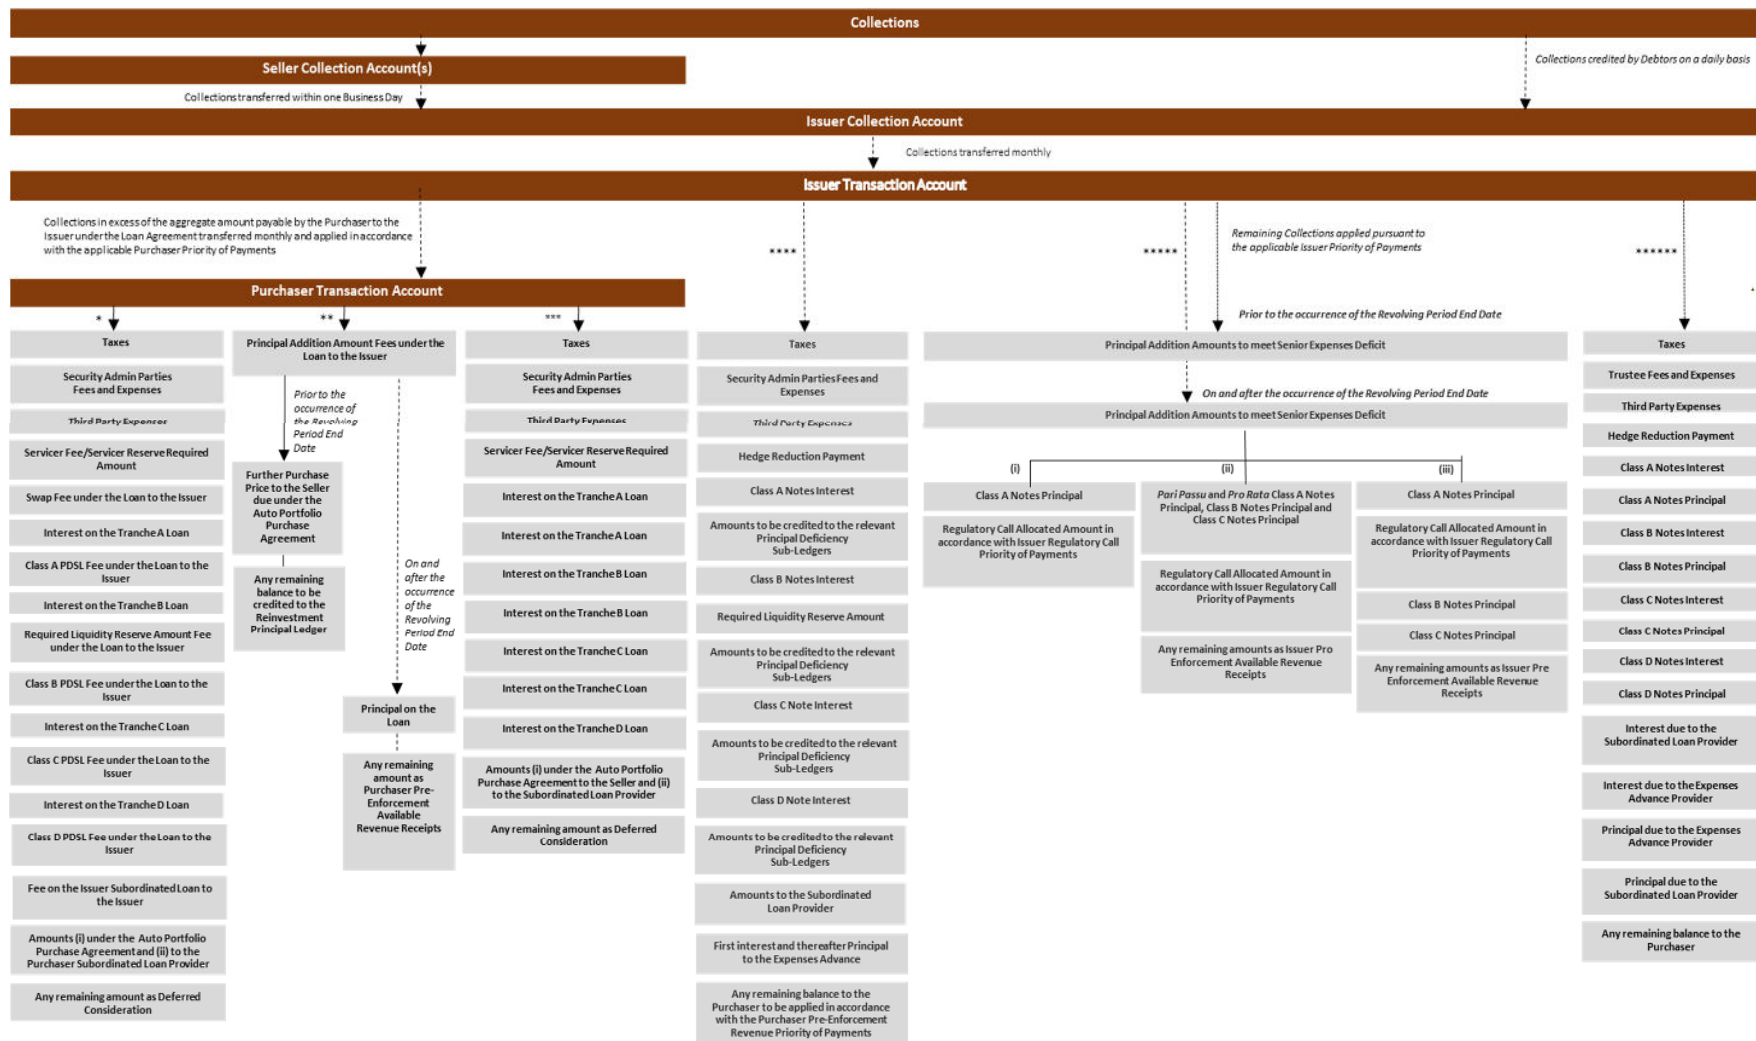 Collections
Collections credited by Debtors on a daily basis
Seller Collection Account(s)
Collections transferred within one Business Day
Issuer Collection Account
Collections transferred monthly
Issuer Transaction Account
Collections in excess of the aggregate amount payable by the Purchaser to the
Issuer under the Loan Agreement transferred monthly and applied in accordance
with the applicable Purchaser Priority of Payments
****
*****
Remaining Collections applied pursuant to
the applicable Issuer Priority of Payments
******
Purchaser Transaction Account
*
Taxes
Security Admin Parties
Fees and Expenses
Third Party Expenses
Servicer Fee/Servicer Reserve Required
Amount
Swap Fee under the Loan to the Issuer
Interest on the Tranche A Loan
Class A PDSL Fee under the Loan to the
Issuer
Interest on the Tranche B Loan
Required Liquidity Reserve Amount Fee
under the Loan to the Issuer
Class B PDSL Fee under the Loan to the
Issuer
Interest on the Tranche C Loan
Class C PDSL Fee under the Loan to the
Issuer
Interest on the Tranche D Loan
Class D PDSL Fee under the Loan to the
Issuer
Fee on the Issuer Subordinated Loan to
the Issuer
Amounts (i) under the Auto Portfolio
Purchase Agreement and (ii) to the
Purchaser Subordinated Loan Provider
Any remaining amount as Deferred
Consideration
**
Principal Addition Amount Fees under the
Loan to the Issuer
Prior to the
occurrence of
the Revolving
Period End
Date
Further Purchase
Price to the Seller
due under the
Auto Portfolio
Purchase
Agreement
Any remaining
balance to be
credited to the
Reinvestment
Principal Ledger
On and
after the
occurrence
of the
Revolving
Period End
Date
Principal on the
Loan
Any remaining
amount as
Purchaser Pre-
Enforcement
Available
Revenue Receipts
***
Taxes
Security Admin Parties
Fees and Expenses
Third Party Expenses
Servicer Fee/Servicer Reserve Required
Amount
Interest on the Tranche A Loan
Interest on the Tranche A Loan
Interest on the Tranche B Loan
Interest on the Tranche B Loan
Interest on the Tranche C Loan
Interest on the Tranche C Loan
Interest on the Tranche D Loan
Amounts (i) under the Auto Portfolio
Purchase Agreement to the Seller and (ii)
to the Subordinated Loan Provider
Any remaining amount as Deferred
Consideration
Taxes
Security Admin Parties Fees and
Expenses
Third Party Expenses
Hedge Reduction Payment
Class A Notes Interest
Amounts to be credited to the relevant
Principal Deficiency
Sub-Ledgers
Class B Notes Interest
Required Liquidity Reserve Amount
Amounts to be credited to the relevant
Principal Deficiency
Sub-Ledgers
Class C Note Interest
Amounts to be credited to the relevant
Principal Deficiency
Sub-Ledgers
Class D Note Interest
Amounts to be credited to the relevant
Principal Deficiency
Sub-Ledgers
Amounts to the Subordinated
Loan Provider
First interest and thereafter Principal
to the Expenses Advance
Any remaining balance to the
Purchaser to be applied in accordance
with the Purchaser Pre-Enforcement
Revenue Priority of Payments
Prior to the occurrence of the Revolving Period End Date
Principal Addition Amounts to meet Senior Expenses Deficit
On and after the occurrence of the Revolving Period End Date
Principal Addition Amounts to meet Senior Expenses Deficit
(i)
Class A Notes Principal
Regulatory Call Allocated Amount in
accordance with Issuer Regulatory Call
Priority of Payments
(ii)
Pari Passu and Pro Rata Class A Notes
Principal, Class B Notes Principal and
Class C Notes Principal
Regulatory Call Allocated Amount in
accordance with Issuer Regulatory Call
Priority of Payments
Any remaining amounts as Issuer Pro
Enforcement Available Revenue
Receipts
(iii)
Class A Notes Principal
Regulatory Call Allocated Amount in
accordance with Issuer Regulatory Call
Priority of Payments
Class B Notes Principal
Class C Notes Principal
Any remaining amounts as Issuer Pre
Enforcement Available Revenue
Receipts
Taxes
Trustee Fees and Expenses
Third Party Expenses
Hedge Reduction Payment
Class A Notes Interest
Class A Notes Principal
Class B Notes Interest
Class B Notes Principal
Class C Notes Interest
Class C Notes Principal
Class D Notes Interest
Class D Notes Principal
Interest due to the
Subordinated Loan Provider
Interest due to the Expenses
Advance Provider
Principal due to the Expenses
Advance Provider
Principal due to the
Subordinated Loan Provider
Any remaining balance to the
Purchaser